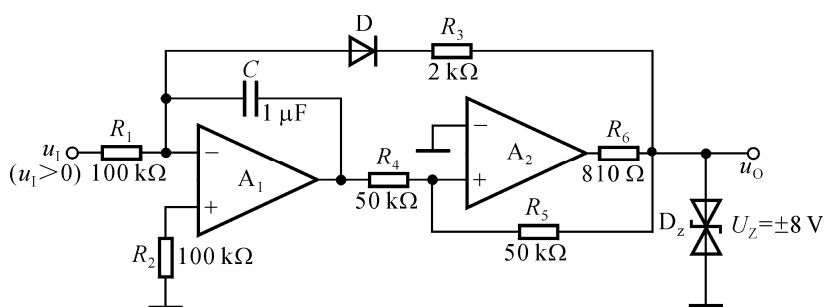 D
R3
2 kΩ
C
1 μF
uI
(uI>0)
R1
100 kΩ
−
+
A1
R2
100 kΩ
R4
50 kΩ
−
+
A2
R6
810 Ω
R5
50 kΩ
uO
Dz
UZ=±8 V